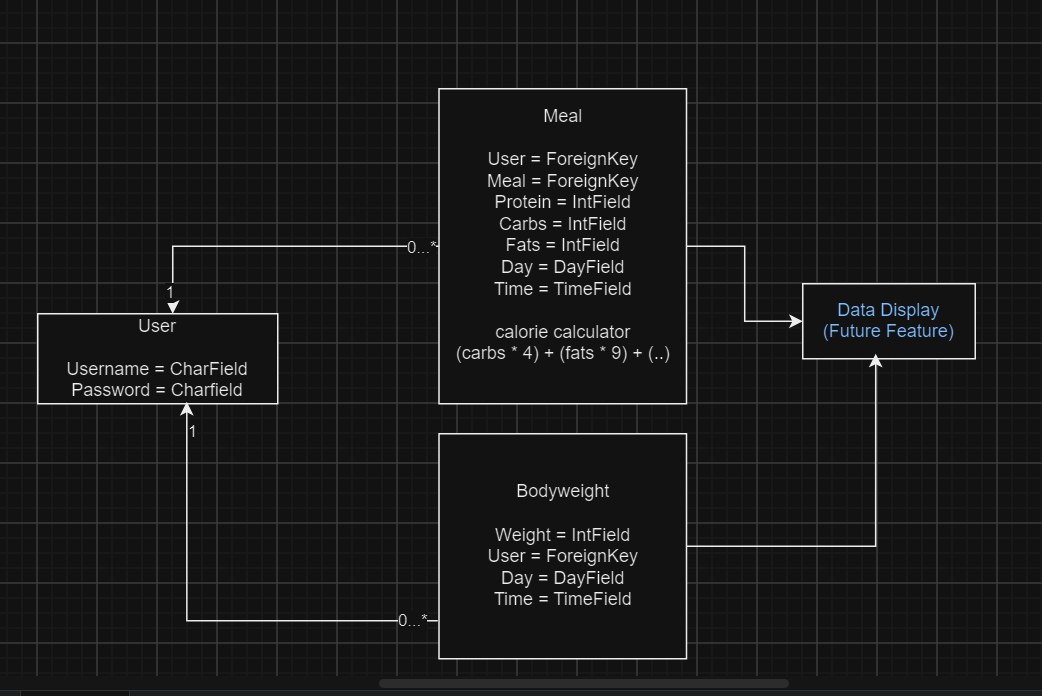 Meal
User = ForeignKey
Meal = ForeignKey
Protein = IntField
Carbs = IntField
Fats = IntField
Day = DayField
Time = TimeField
calorie calculator
(carbs * 4) + (fats * 9) + (..)
0...*
1
User
Username = CharField
Password = Charfield
1
0...*
Data Display
(Future Feature)
Bodyweight
Weight = IntField
User = ForeignKey
Day = DayField
Time = TimeField